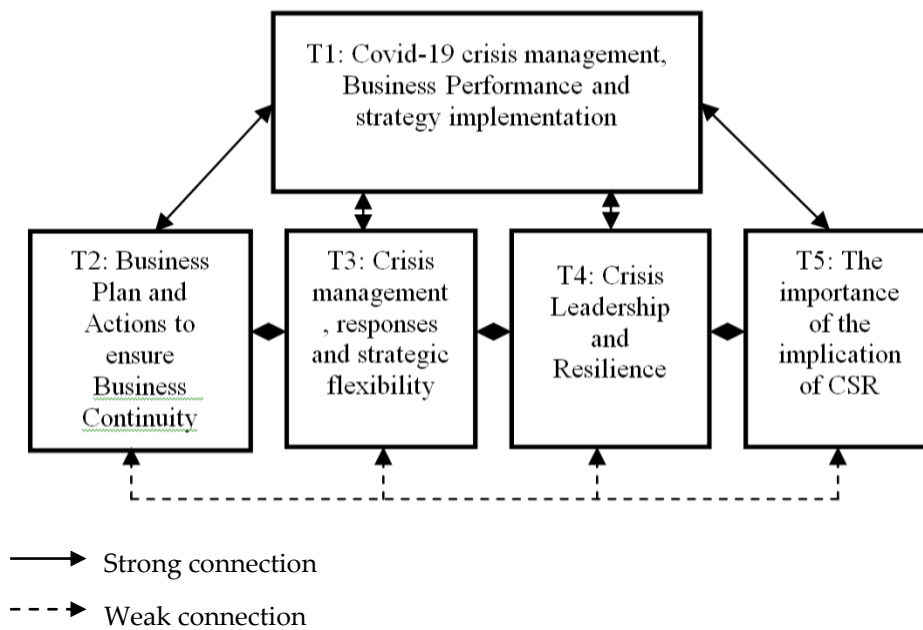 T1: Covid-19 crisis management,
Business Performance and
strategy implementation
T2: Business
Plan and
Actions to
ensure
Business
Continuity
T3: Crisis
management
, responses
and strategic
flexibility
T4: Crisis
Leadership
and
Resilience
T5: The
importance
of the
implication
of CSR
Strong connection
Weak connection